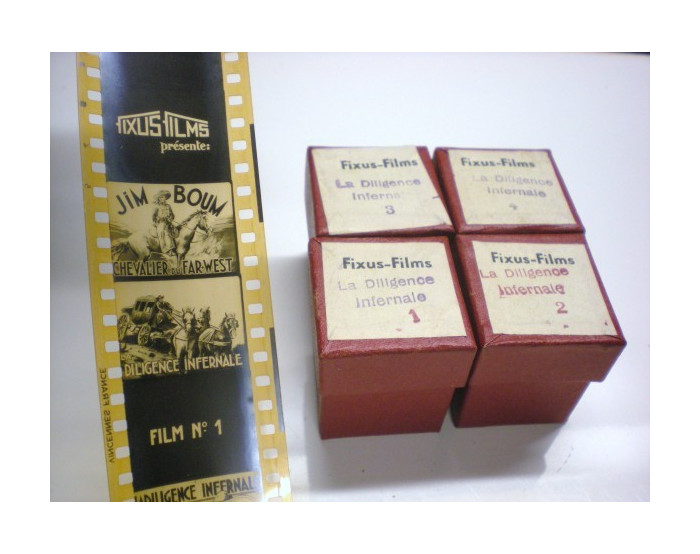 FIXUS-FILMS
présente:
JIM BOUM
CHEVALIER DU FAR-WEST
DILIGENCE INFERNALE
FILM Nº 1
LA DILIGENCE INFERNAL
VINCENNES FRANCE
Fixus-Films
La Diligence
Infernale
3
Fixus-Films
La Diligence
Infernale
4
Fixus-Films
La Diligence
Infernale
1
Fixus-Films
La Diligence
Infernale
2